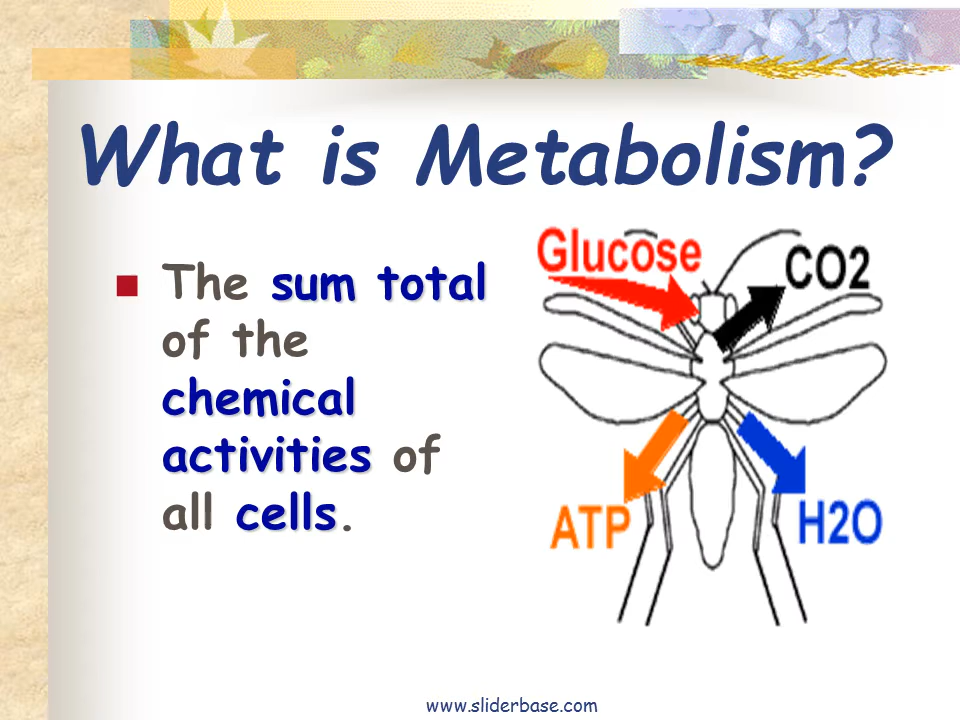 What is Metabolism?
The sum total
of the
chemical
activities of
all cells.
Glucose
CO2
ATP
H2O
www.sliderbase.com